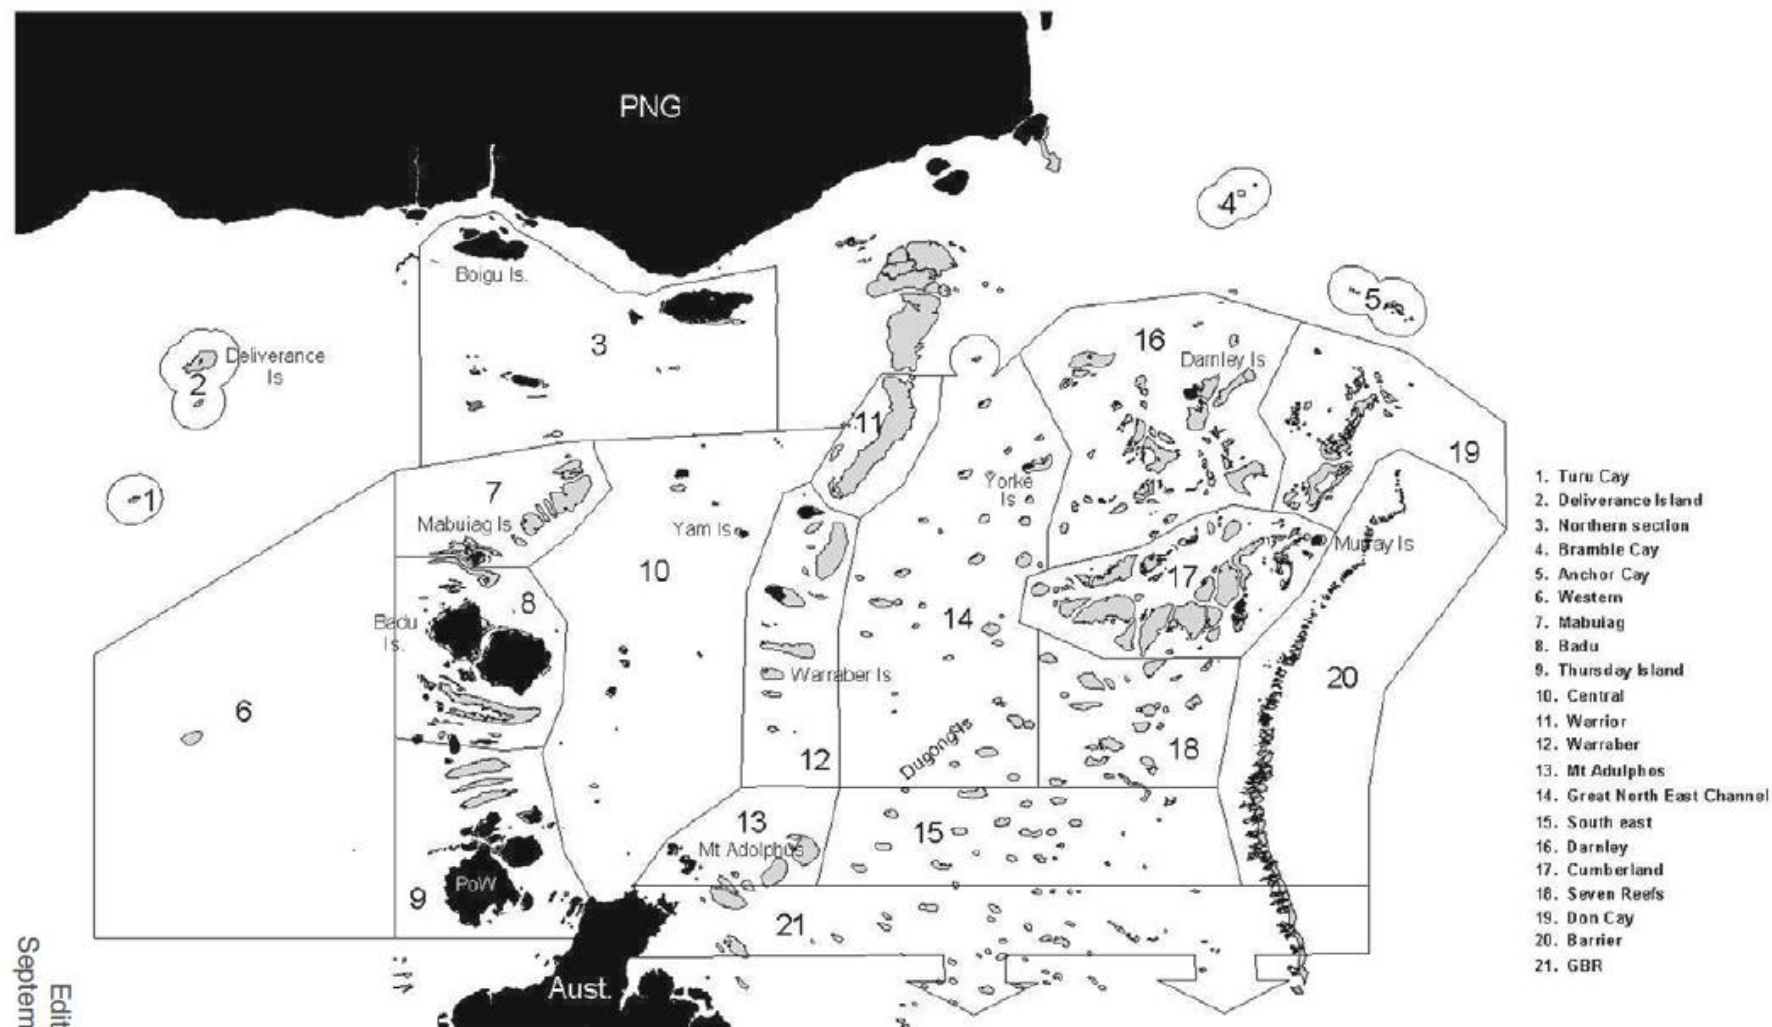 PNG
4
Boigu Is.
5
3
16
Darnley Is
Deliverance
Is
2
11
19
1
7
Yorke
Is
Mabuiag Is
Yam Is
Murray Is
10
17
8
Badu
Is.
14
Warraber Is
20
6
Dugong Is
18
12
13
15
Mt Adolphus
PoW
9
21
Aust.
1. Turu Cay
2. Deliverance Island
3. Northern section
4. Bramble Cay
5. Anchor Cay
6. Western
7. Mabuiag
8. Badu
9. Thursday Island
10. Central
11. Warrior
12. Warraber
13. Mt Adulphos
14. Great North East Channel
15. South east
16. Darnley
17. Cumberland
18. Seven Reefs
19. Don Cay
20. Barrier
21. GBR
Edit
Septem